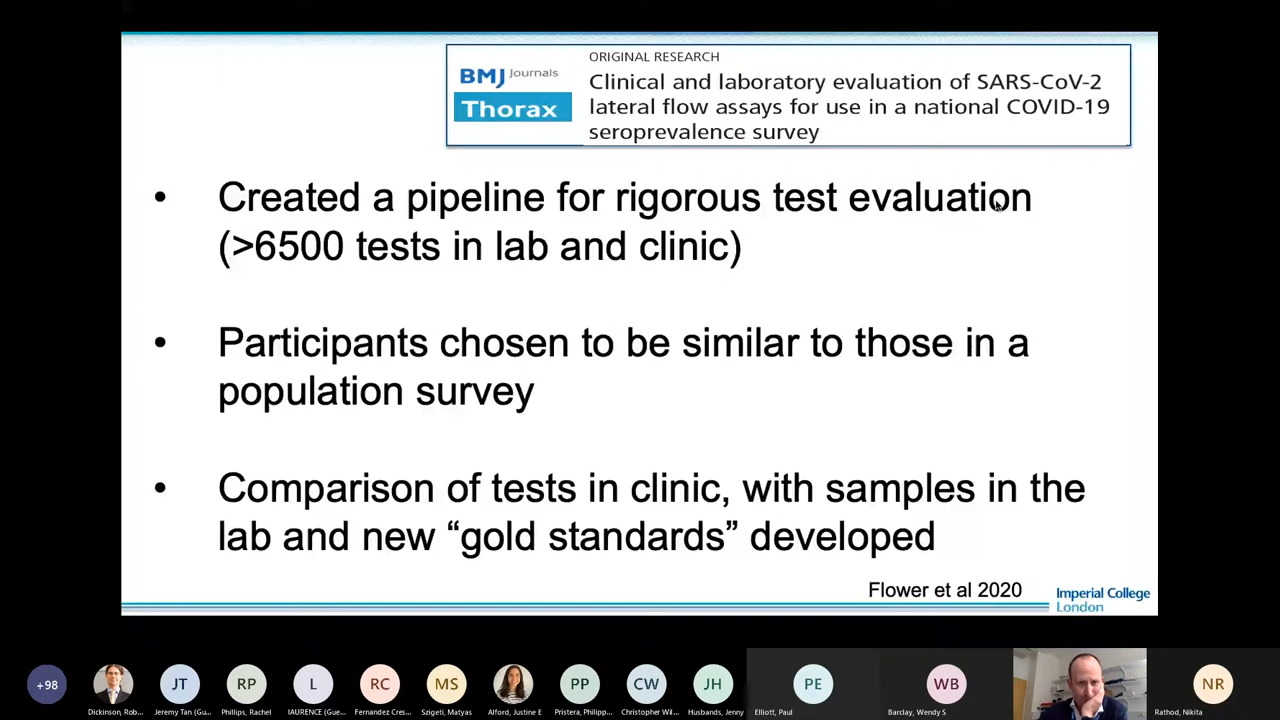 ORIGINAL RESEARCH
BMJ Journals
Thorax
Clinical and laboratory evaluation of SARS-CoV-2
lateral flow assays for use in a national COVID-19
seroprevalence survey
• Created a pipeline for rigorous test evaluation
(>6500 tests in lab and clinic)
• Participants chosen to be similar to those in a
population survey
• Comparison of tests in clinic, with samples in the
lab and new “gold standards” developed
Flower et al 2020
Imperial College
London
+98
JT
RP
L
RC
MS
PP
CW
JH
PE
WB
NR
Dickinson, Rob...
Jeremy Tan (Gu...
Phillips, Rachel
IAURENCE (Gue...
Fernandez Cres...
Szigeti, Matyas
Alford, Justine E
Pristera, Philipp...
Christopher Wil...
Husbands, Jenny
Elliott, Paul
Barclay, Wendy S
Rathod, Nikita